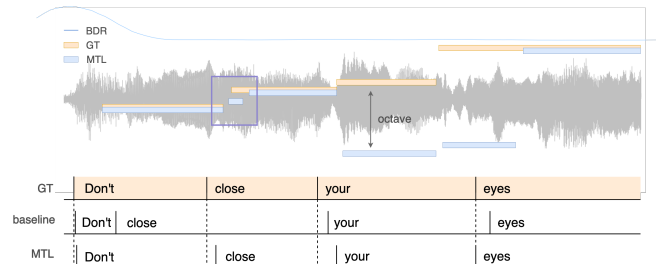 BDR
GT
MTL
octave
GT Don't close your eyes
baseline Don't close your eyes
MTL Don't close your eyes